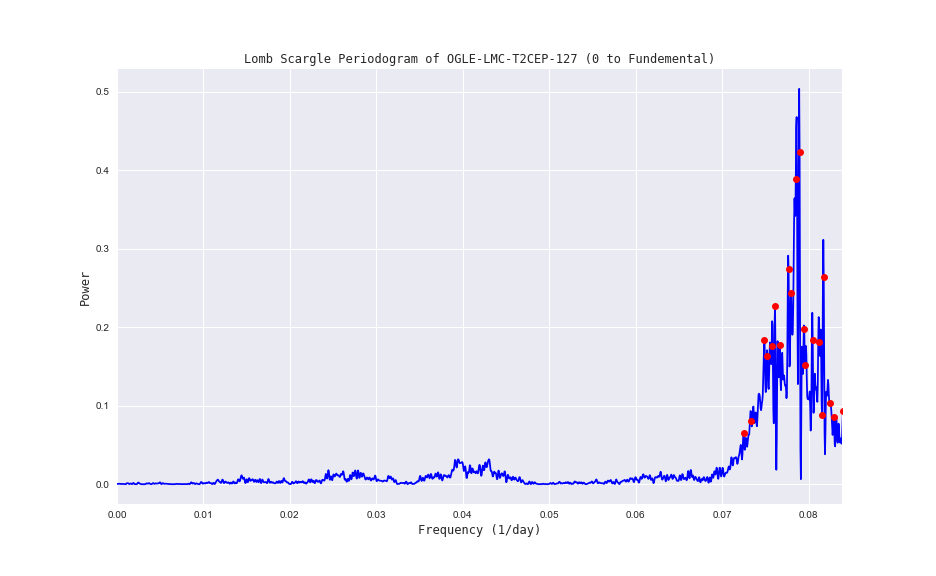 Lomb Scargle Periodogram of OGLE-LMC-T2CEP-127 (0 to Fundemental)
0.5
0.4
0.3
0.2
0.1
0.0
Power
0.00 0.01 0.02 0.03 0.04 0.05 0.06 0.07 0.08
Frequency (1/day)